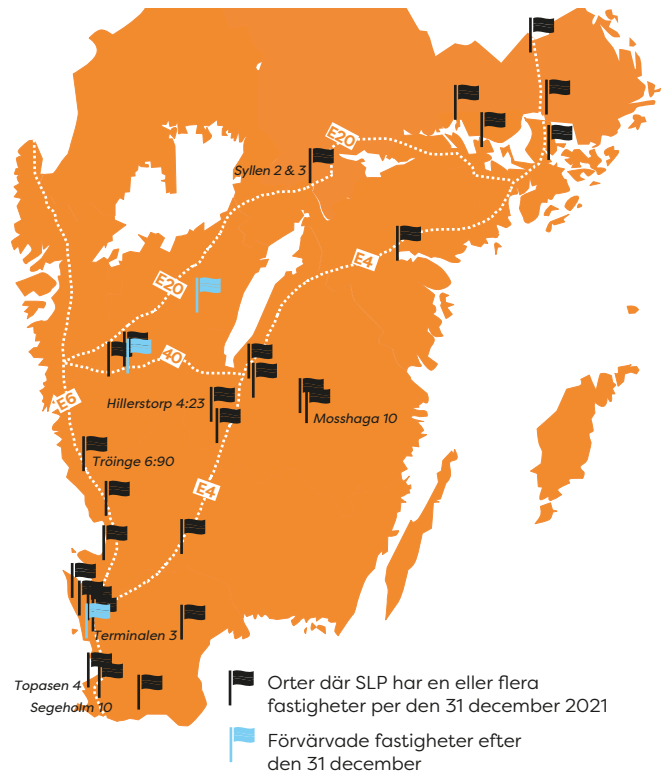 E20
Syllen 2 & 3
E4
E20
40
Hillerstorp 4:23
Mosshaga 10
E6
Tröinge 6:90
E4
Terminalen 3
Topasen 4
Segeholm 10
Orter där SLP har en eller flera
fastigheter per den 31 december 2021
Förvärvade fastigheter efter
den 31 december